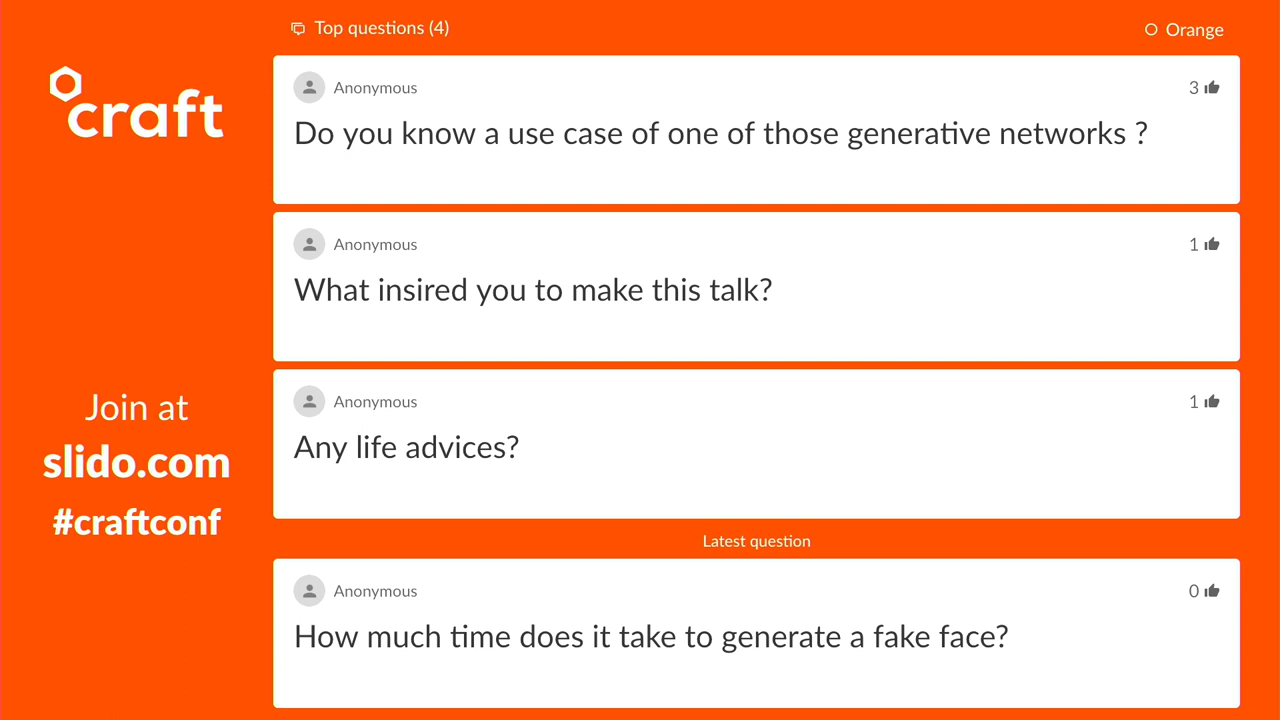 Top questions (4)
Orange
craft
Anonymous
3
Do you know a use case of one of those generative networks ?
Anonymous
1
What insired you to make this talk?
Anonymous
1
Any life advices?
Join at
slido.com
#craftconf
Latest question
Anonymous
0
How much time does it take to generate a fake face?